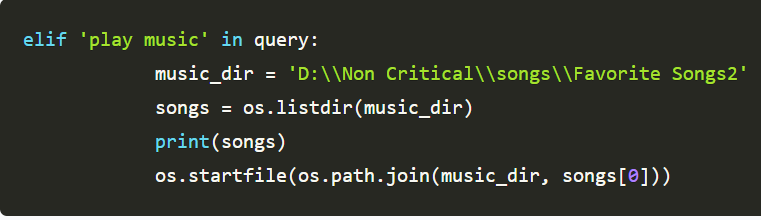 elif 'play music' in query:
            music_dir = 'D:\\Non Critical\\songs\\Favorite Songs2'
            songs = os.listdir(music_dir)
            print(songs)
            os.startfile(os.path.join(music_dir, songs[0]))